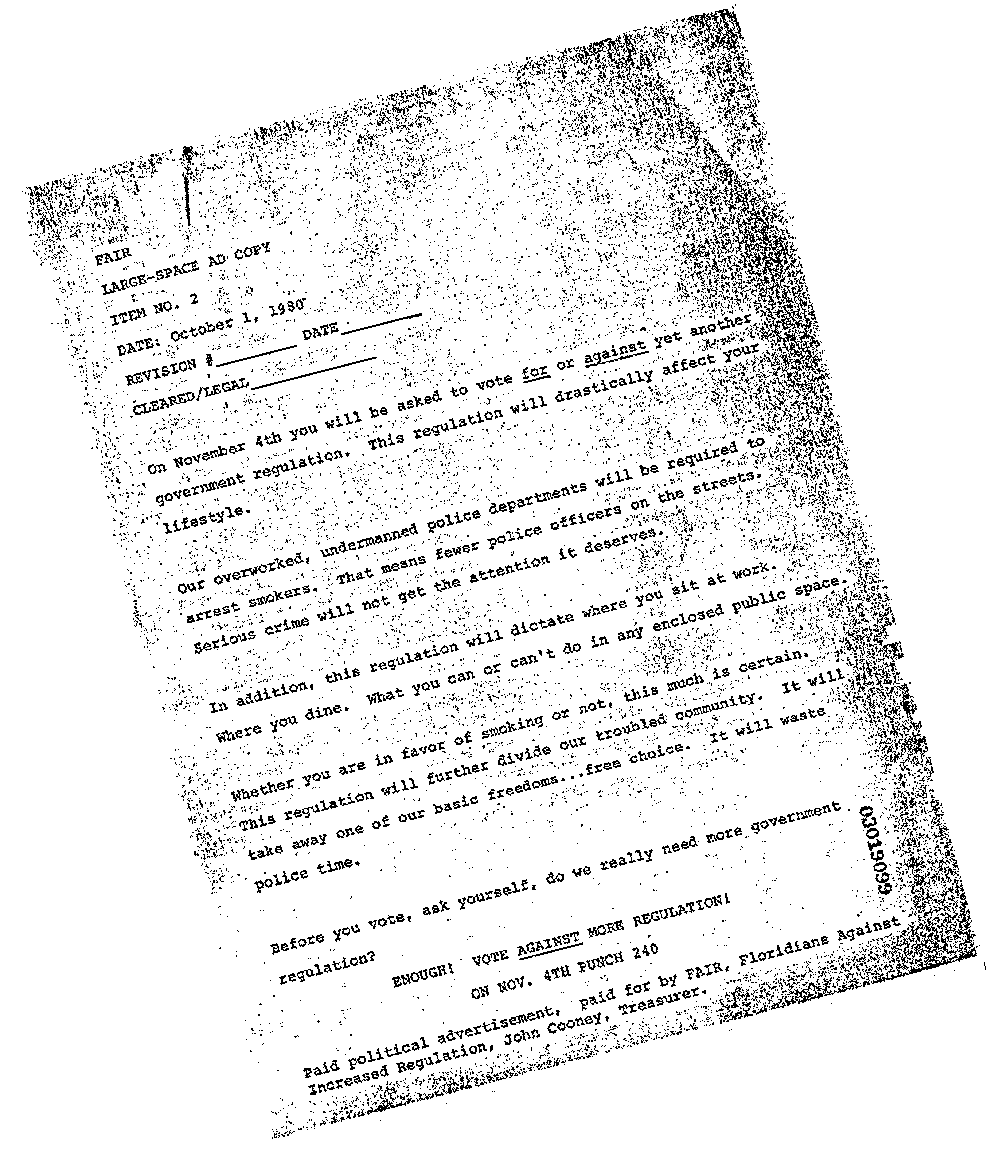 FAIR
LARGE-SPACE AD COPY
ITEM NO. 2
DATE: October 1, 1980
REVISION #________ DATE________
CLEARED/LEGAL____________
On November 4th you will be asked to vote for or against yet another
government regulation. This regulation will drastically affect your
lifestyle.
Our overworked, undermanned police departments will be required to
arrest smokers. That means fewer police officers on the streets.
Serious crime will not get the attention it deserves.
In addition, this regulation will dictate where you sit at work.
Where you dine. What you can or can't do in any enclosed public space.
Whether you are in favor of smoking or not, this much is certain.
This regulation will further divide our troubled community. It will
take away one of our basic freedoms...free choice. It will waste
police time.
Before you vote, ask yourself, do we really need more government
regulation?
ENOUGH! VOTE AGAINST MORE REGULATION!
ON NOV. 4TH PUNCH 240
Paid political advertisement, paid for by FAIR, Floridians Against
Increased Regulation, John Cooney, Treasurer.
03019099